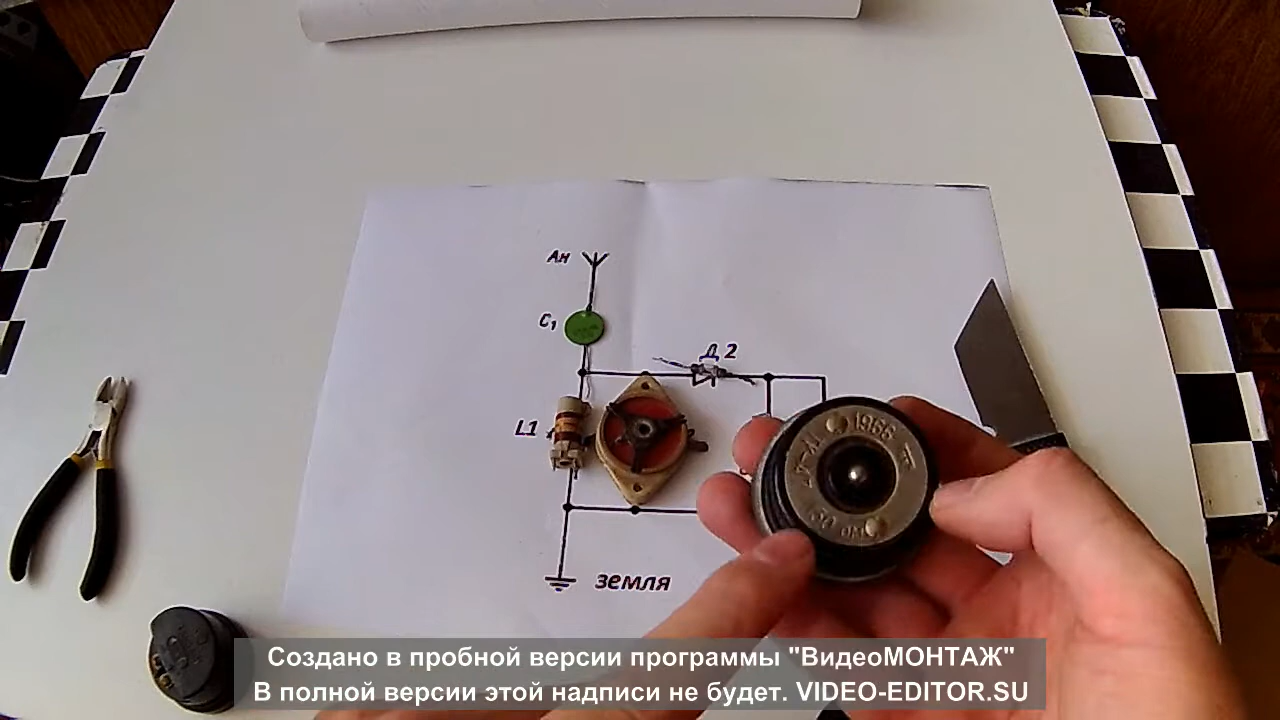 Ан
C₁
Д 2
L1
1966
земля
Создано в пробной версии программы "ВидеоМОНТАЖ"
В полной версии этой надписи не будет. VIDEO-EDITOR.SU